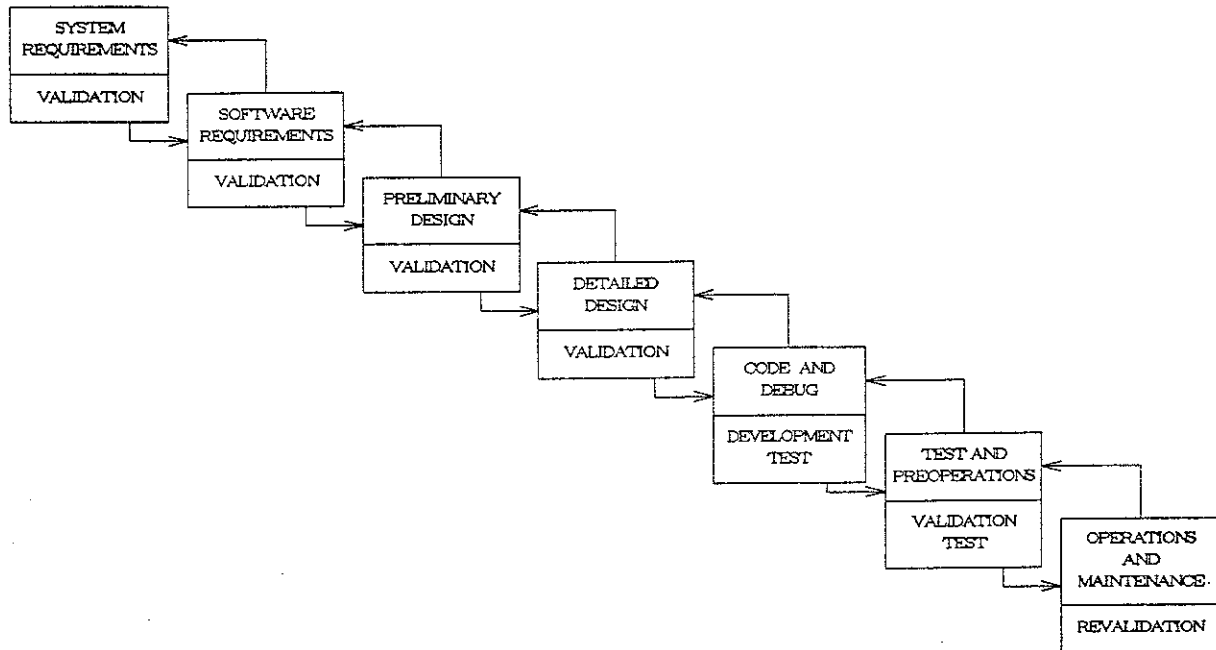 SYSTEM
REQUIREMENTS
VALIDATION
SOFTWARE
REQUIREMENTS
VALIDATION
PRELIMINARY
DESIGN
VALIDATION
DETAILED
DESIGN
VALIDATION
CODE AND
DEBUG
DEVELOPMENT
TEST
TEST AND
PREOPERATIONS
VALIDATION
TEST
OPERATIONS
AND
MAINTENANCE
REVALIDATION